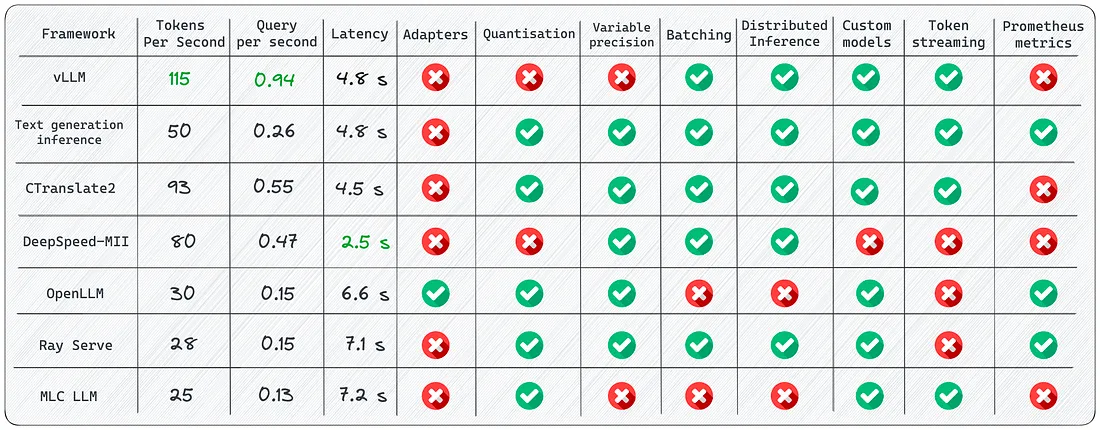 Framework Tokens Per Second Query per second Latency Adapters Quantisation Variable precision Batching Distributed Inference Custom models Token streaming Prometheus metrics
vLLM 115 0.94 4.8 s
Text generation inference 50 0.26 4.8 s
CTranslate2 93 0.55 4.5 s
DeepSpeed-MII 80 0.47 2.5 s
OpenLLM 30 0.15 6.6 s
Ray Serve 28 0.15 7.1 s
MLC LLM 25 0.13 7.2 s